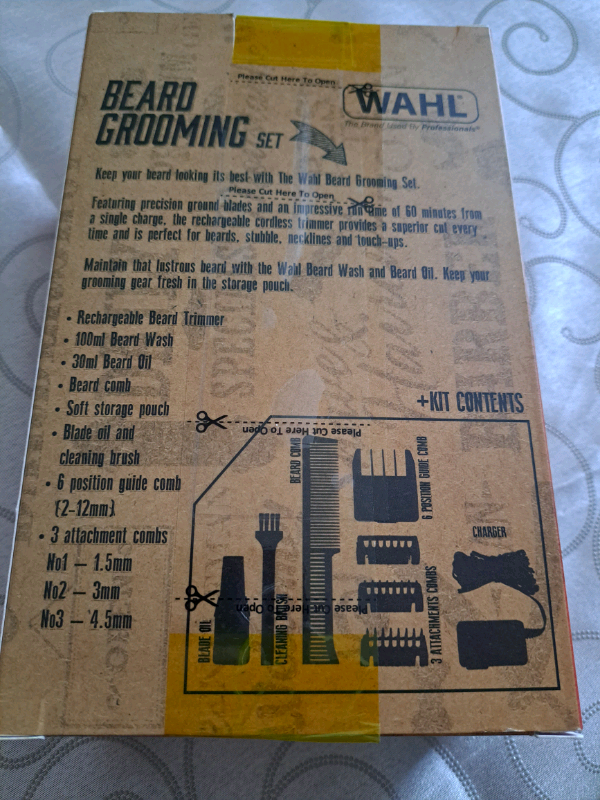 Please Cut Here To Open
BEARD
GROOMING SET
WAHL
The Brand Used By Professionals
Keep your beard looking its best with The Wahl Beard Grooming Set.
Please Cut Here To Open
Featuring precision ground blades and an impressive run time of 60 minutes from
a single charge, the rechargeable cordless trimmer provides a superior cut every
time and is perfect for beards, stubble, necklines and touch-ups.
Maintain that lustrous beard with the Wahl Beard Wash and Beard Oil. Keep your
grooming gear fresh in the storage pouch.
• Rechargeable Beard Trimmer
• 100ml Beard Wash
• 30ml Beard Oil
• Beard comb
• Soft storage pouch
• Blade oil and
cleaning brush
• 6 position guide comb
{2-12mm}
• 3 attachment combs
No1 – 1.5mm
No2 – 3mm
No3 – 4.5mm
+KIT CONTENTS
Please Cut Here To Open
BEARD COMB
6 POSITION GUIDE COMB
CHARGER
Please Cut Here To Open
BLADE OIL
CLEANING BRUSH
3 ATTACHMENTS COMBS